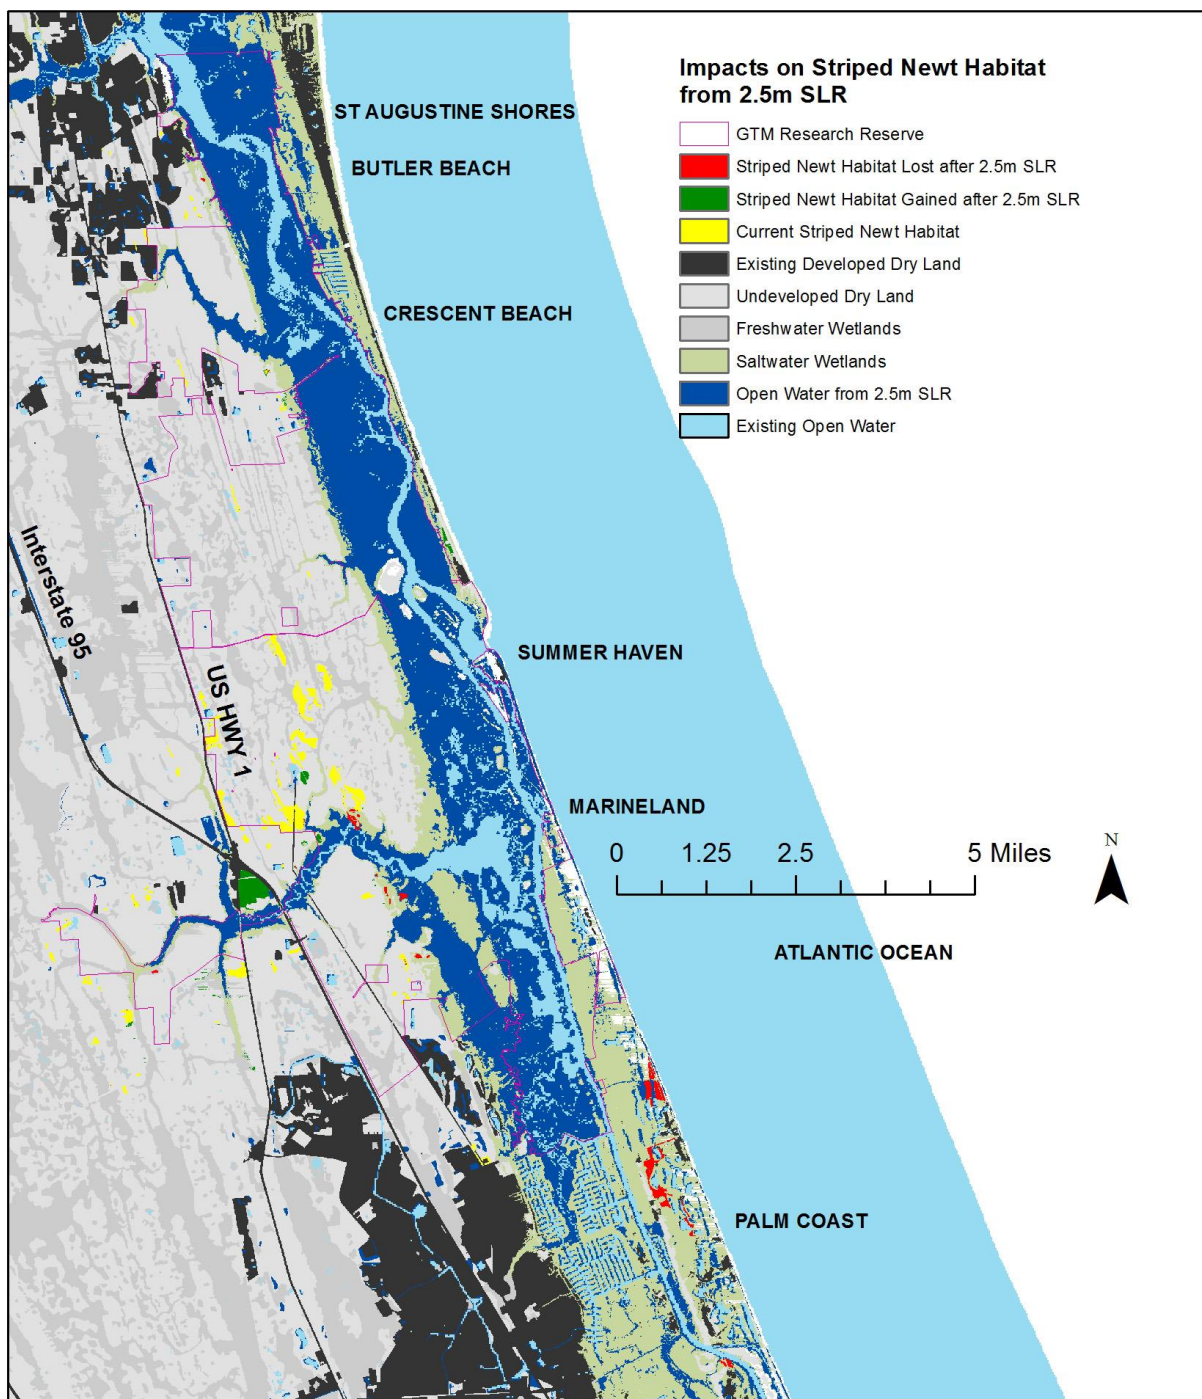 Impacts on Striped Newt Habitat
from 2.5m SLR
GTM Research Reserve
Striped Newt Habitat Lost after 2.5m SLR
Striped Newt Habitat Gained after 2.5m SLR
Current Striped Newt Habitat
Existing Developed Dry Land
Undeveloped Dry Land
Freshwater Wetlands
Saltwater Wetlands
Open Water from 2.5m SLR
Existing Open Water
ST AUGUSTINE SHORES
BUTLER BEACH
CRESCENT BEACH
Interstate 95
US HWY 1
SUMMER HAVEN
MARINELAND
0 1.25 2.5 5 Miles
N
ATLANTIC OCEAN
PALM COAST